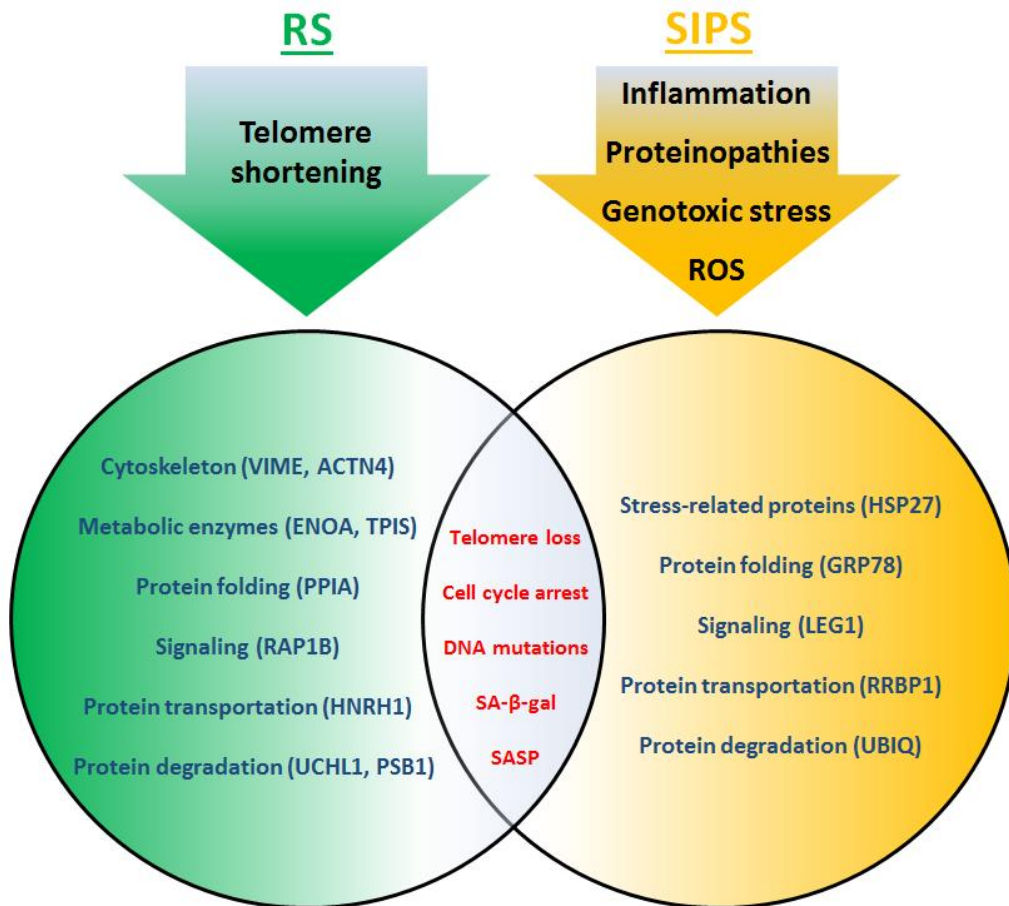 RS
SIPS
Telomere
shortening
Inflammation
Proteinopathies
Genotoxic stress
ROS
Cytoskeleton (VIME, ACTN4)
Metabolic enzymes (ENOA, TPIS)
Protein folding (PPIA)
Signaling (RAP1B)
Protein transportation (HNRH1)
Protein degradation (UCHL1, PSB1)
Telomere loss
Cell cycle arrest
DNA mutations
SA-β-gal
SASP
Stress-related proteins (HSP27)
Protein folding (GRP78)
Signaling (LEG1)
Protein transportation (RRBP1)
Protein degradation (UBIQ)